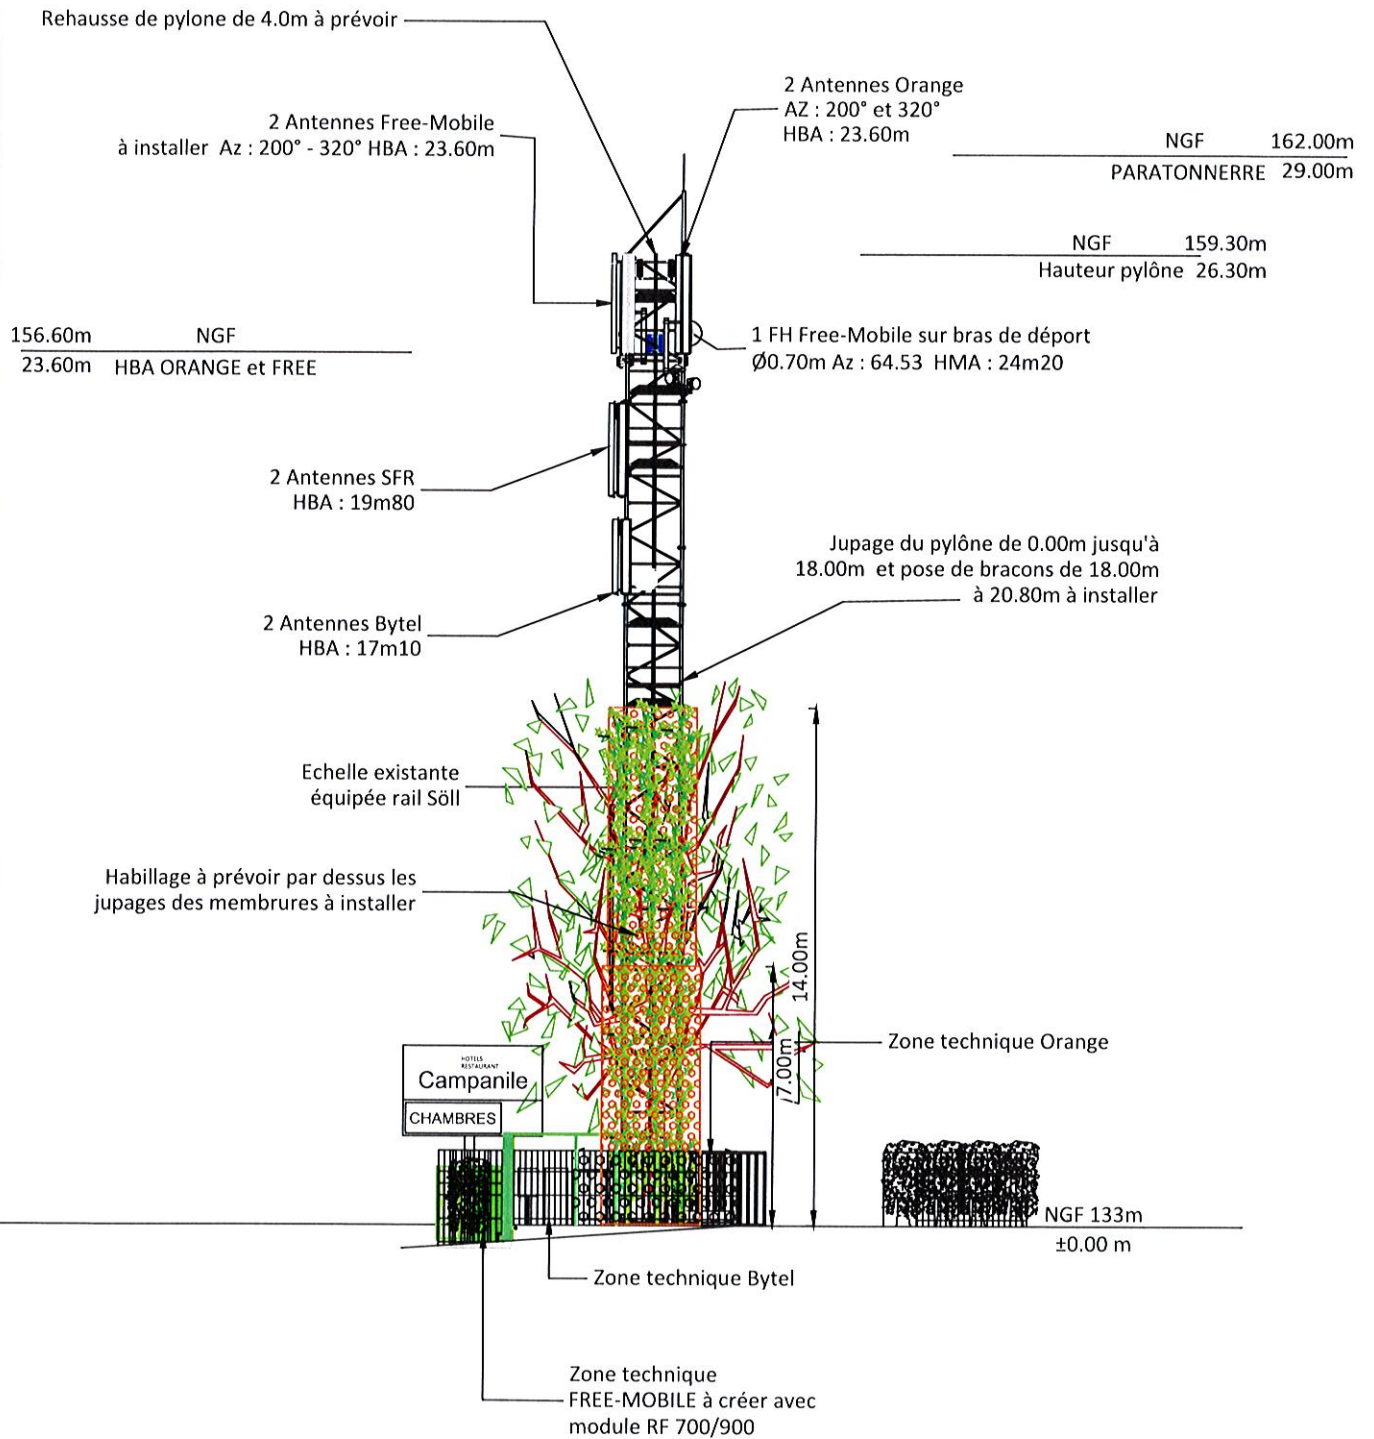 Rehausse de pylone de 4.0m à prévoir
2 Antennes Orange
AZ : 200° et 320°
HBA : 23.60m
2 Antennes Free-Mobile
à installer Az : 200° - 320° HBA : 23.60m
NGF 162.00m
PARATONNERRE 29.00m
NGF 159.30m
Hauteur pylône 26.30m
156.60m NGF
23.60m HBA ORANGE et FREE
1 FH Free-Mobile sur bras de déport
Ø0.70m Az : 64.53 HMA : 24m20
2 Antennes SFR
HBA : 19m80
Jupage du pylône de 0.00m jusqu'à
18.00m et pose de bracons de 18.00m
à 20.80m à installer
2 Antennes Bytel
HBA : 17m10
Echelle existante
équipée rail Söll
Habillage à prévoir par dessus les
jupages des membrures à installer
14.00m
7.00m
Zone technique Orange
HOTELS
RESTAURANT
Campanile
CHAMBRES
NGF 133m
±0.00 m
Zone technique Bytel
Zone technique
FREE-MOBILE à créer avec
module RF 700/900